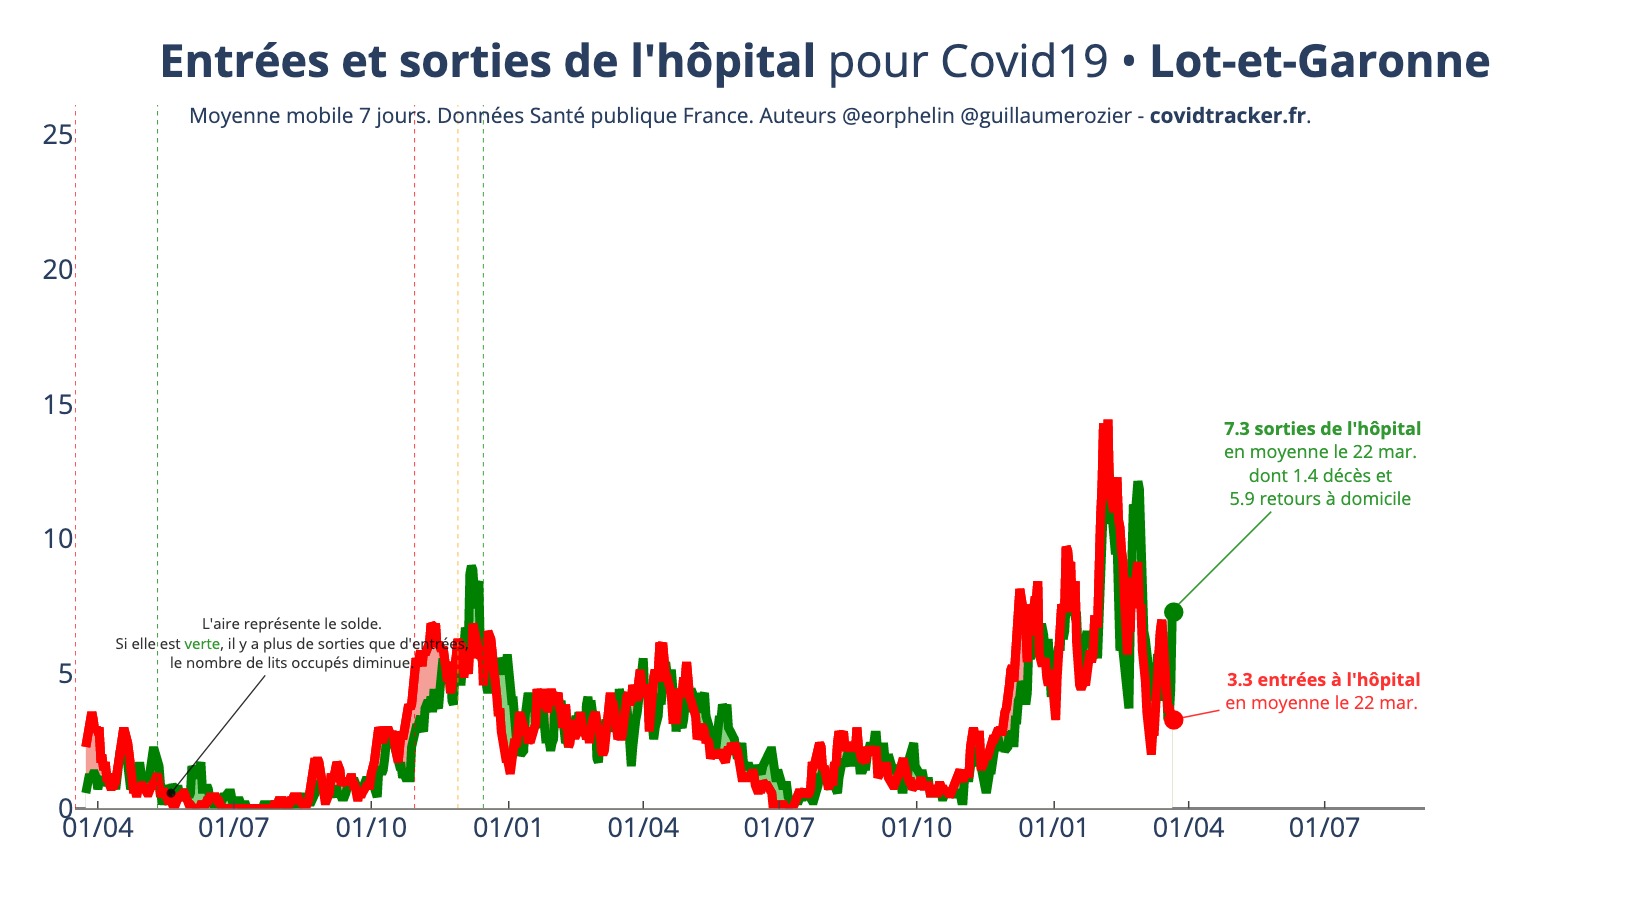 Entrées et sorties de l'hôpital pour Covid19 • Lot-et-Garonne
Moyenne mobile 7 jours. Données Santé publique France. Auteurs @eorphelin @guillaumerozier - covidtracker.fr.
25
20
15
10
5
0
7.3 sorties de l'hôpital
en moyenne le 22 mar.
dont 1.4 décès et
5.9 retours à domicile
L'aire représente le solde.
Si elle est verte, il y a plus de sorties que d'entrées,
le nombre de lits occupés diminue.
3.3 entrées à l'hôpital
en moyenne le 22 mar.
01/04 01/07 01/10 01/01 01/04 01/07 01/10 01/01 01/04 01/07